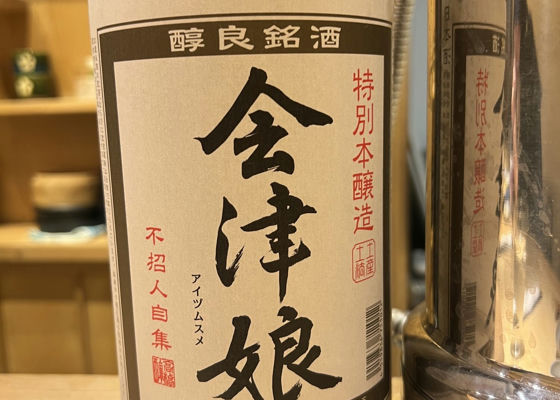 醇良銘酒
特別本醸造
会津娘
アイヅムスメ
不招人自集